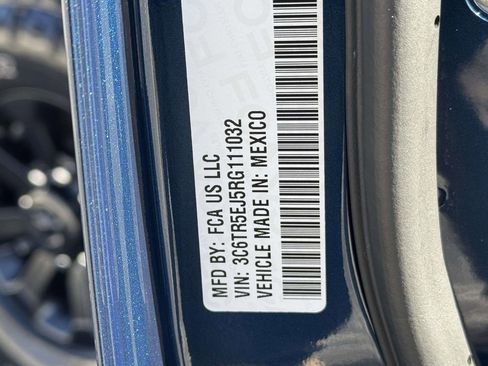 MFD BY: FCA US LLC
VIN: 3C6TR5EJ5RG111032
VEHICLE MADE IN: MEXICO